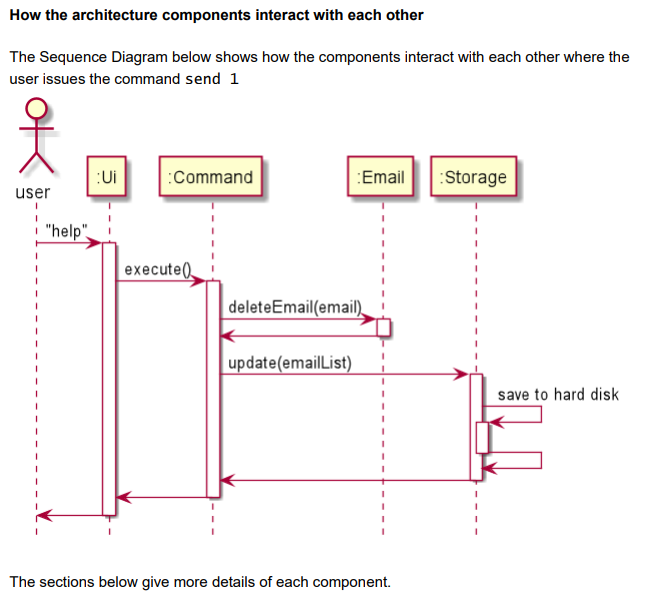 How the architecture components interact with each other
The Sequence Diagram below shows how the components interact with each other where the
user issues the command send 1
user
:Ui
:Command
:Email
:Storage
"help"
execute()
deleteEmail(email)
update(emailList)
save to hard disk
The sections below give more details of each component.